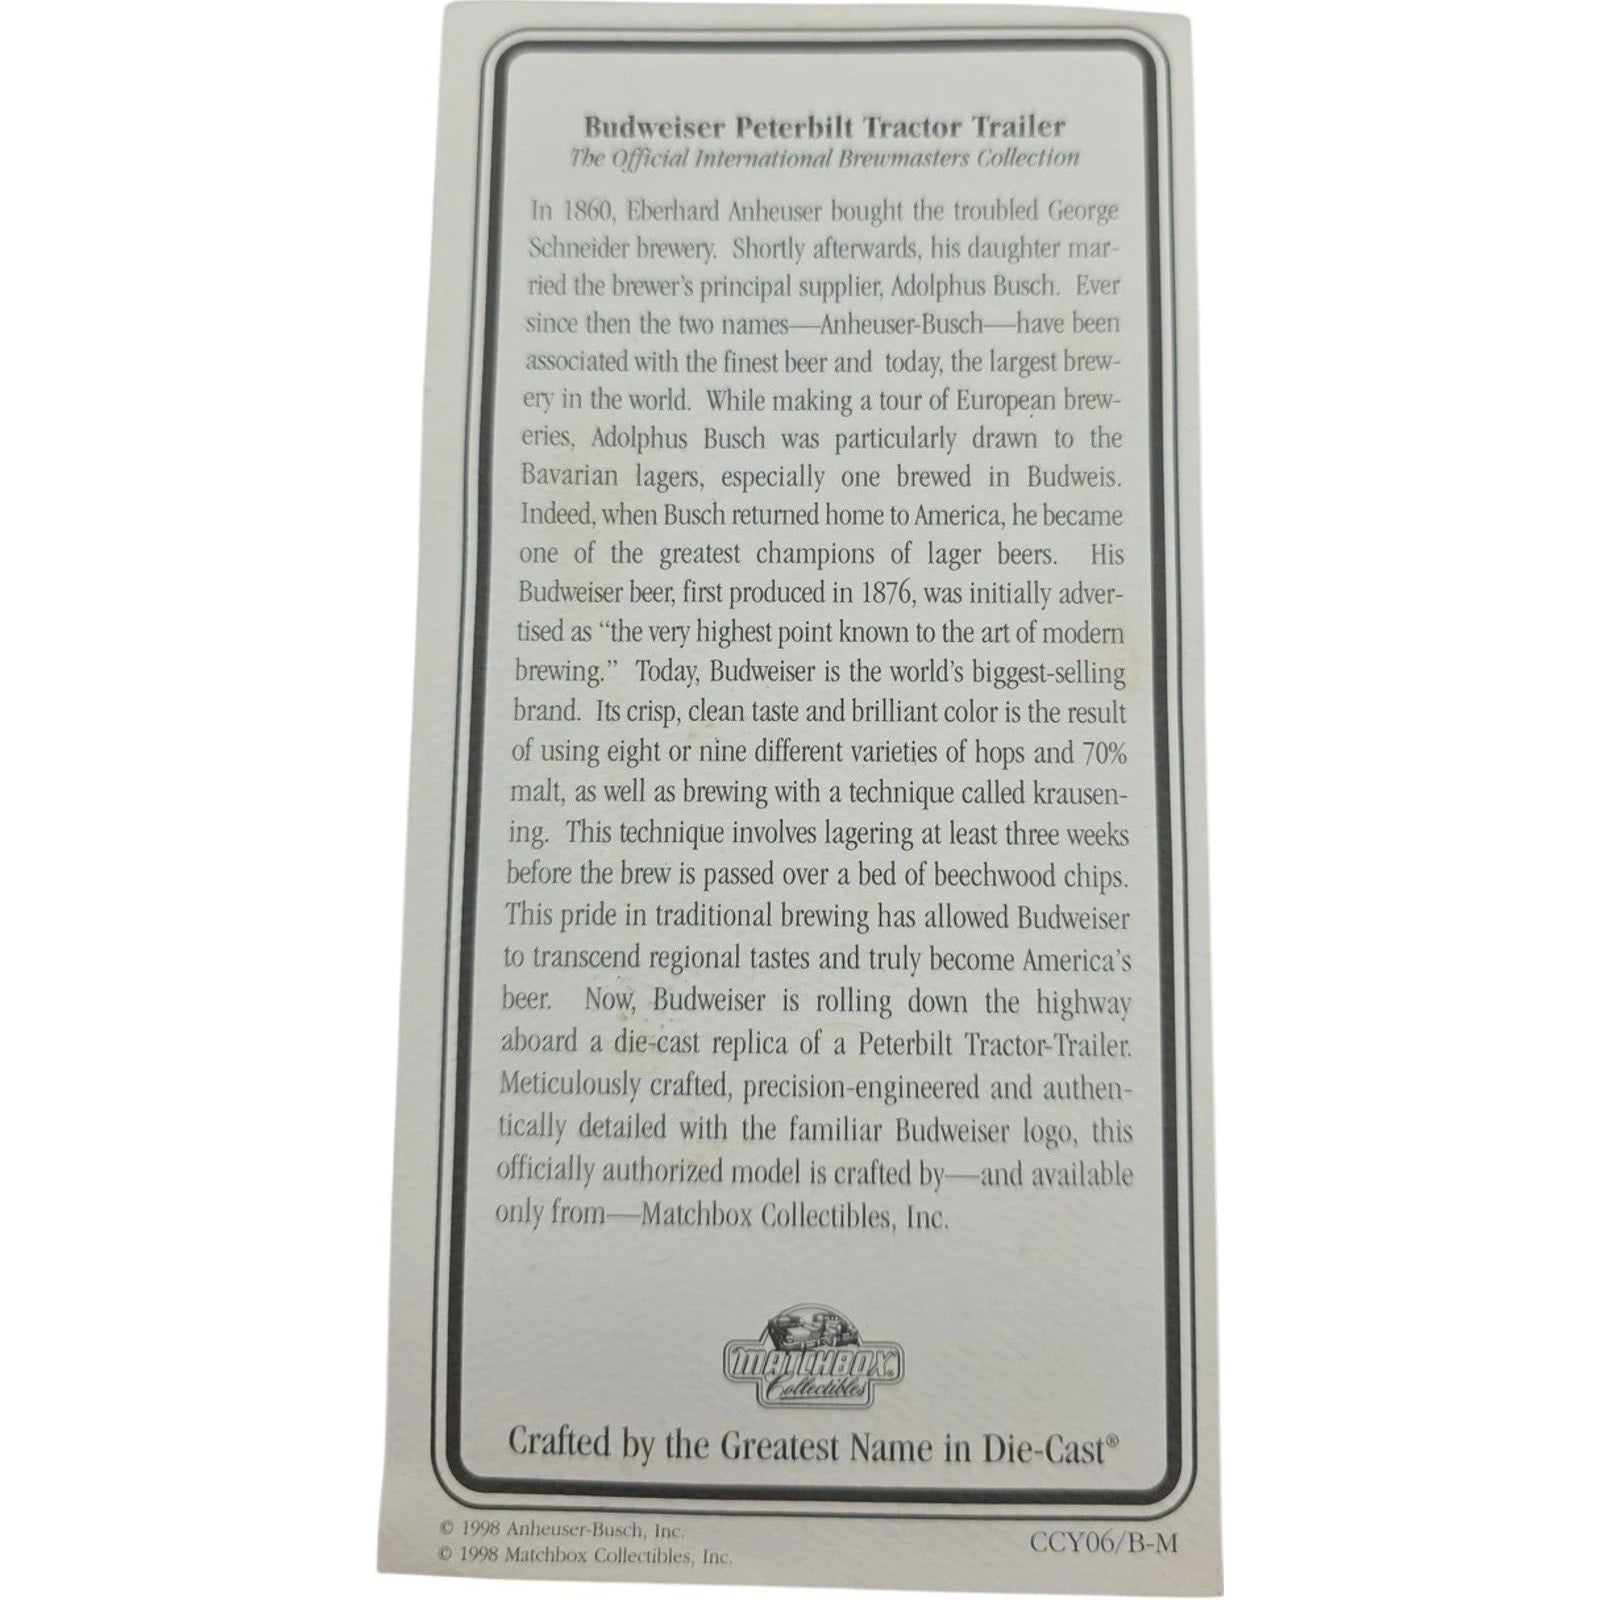 Budweiser Peterbilt Tractor Trailer
The Official International Brewmasters Collection
In 1860, Eberhard Anheuser bought the troubled George
Schneider brewery. Shortly afterwards, his daughter mar-
ried the brewer's principal supplier, Adolphus Busch. Ever
since then the two names—Anheuser-Busch—have been
associated with the finest beer and today, the largest brew-
ery in the world. While making a tour of European brew-
eries, Adolphus Busch was particularly drawn to the
Bavarian lagers, especially one brewed in Budweis.
Indeed, when Busch returned home to America, he became
one of the greatest champions of lager beers. His
Budweiser beer, first produced in 1876, was initially adver-
tised as “the very highest point known to the art of modern
brewing.” Today, Budweiser is the world's biggest-selling
brand. Its crisp, clean taste and brilliant color is the result
of using eight or nine different varieties of hops and 70%
malt, as well as brewing with a technique called krausen-
ing. This technique involves lagering at least three weeks
before the brew is passed over a bed of beechwood chips.
This pride in traditional brewing has allowed Budweiser
to transcend regional tastes and truly become America's
beer. Now, Budweiser is rolling down the highway
aboard a die-cast replica of a Peterbilt Tractor-Trailer.
Meticulously crafted, precision-engineered and authen-
tically detailed with the familiar Budweiser logo, this
officially authorized model is crafted by—and available
only from—Matchbox Collectibles, Inc.
MATCHBOX®
Collectibles
Crafted by the Greatest Name in Die-Cast®
© 1998 Anheuser-Busch, Inc.
© 1998 Matchbox Collectibles, Inc.
CCY06/B-M